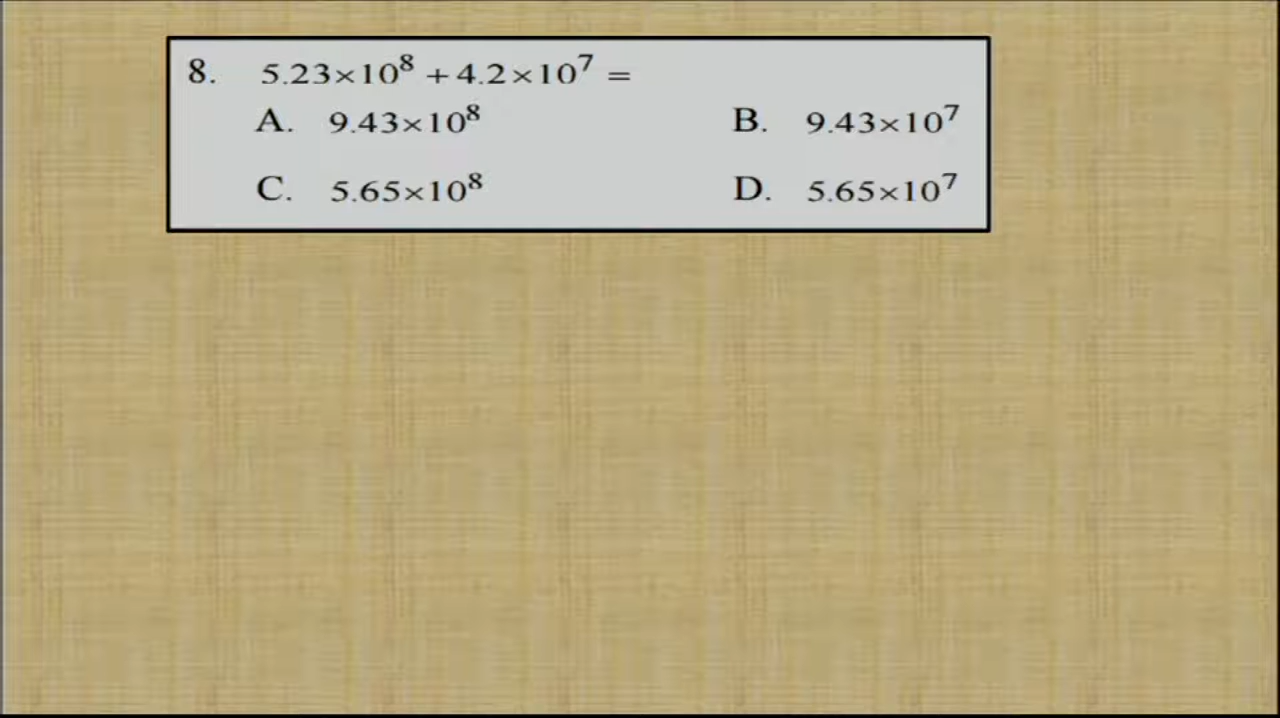 8. 5.23×10⁸ + 4.2×10⁷ =
A. 9.43×10⁸ B. 9.43×10⁷
C. 5.65×10⁸ D. 5.65×10⁷